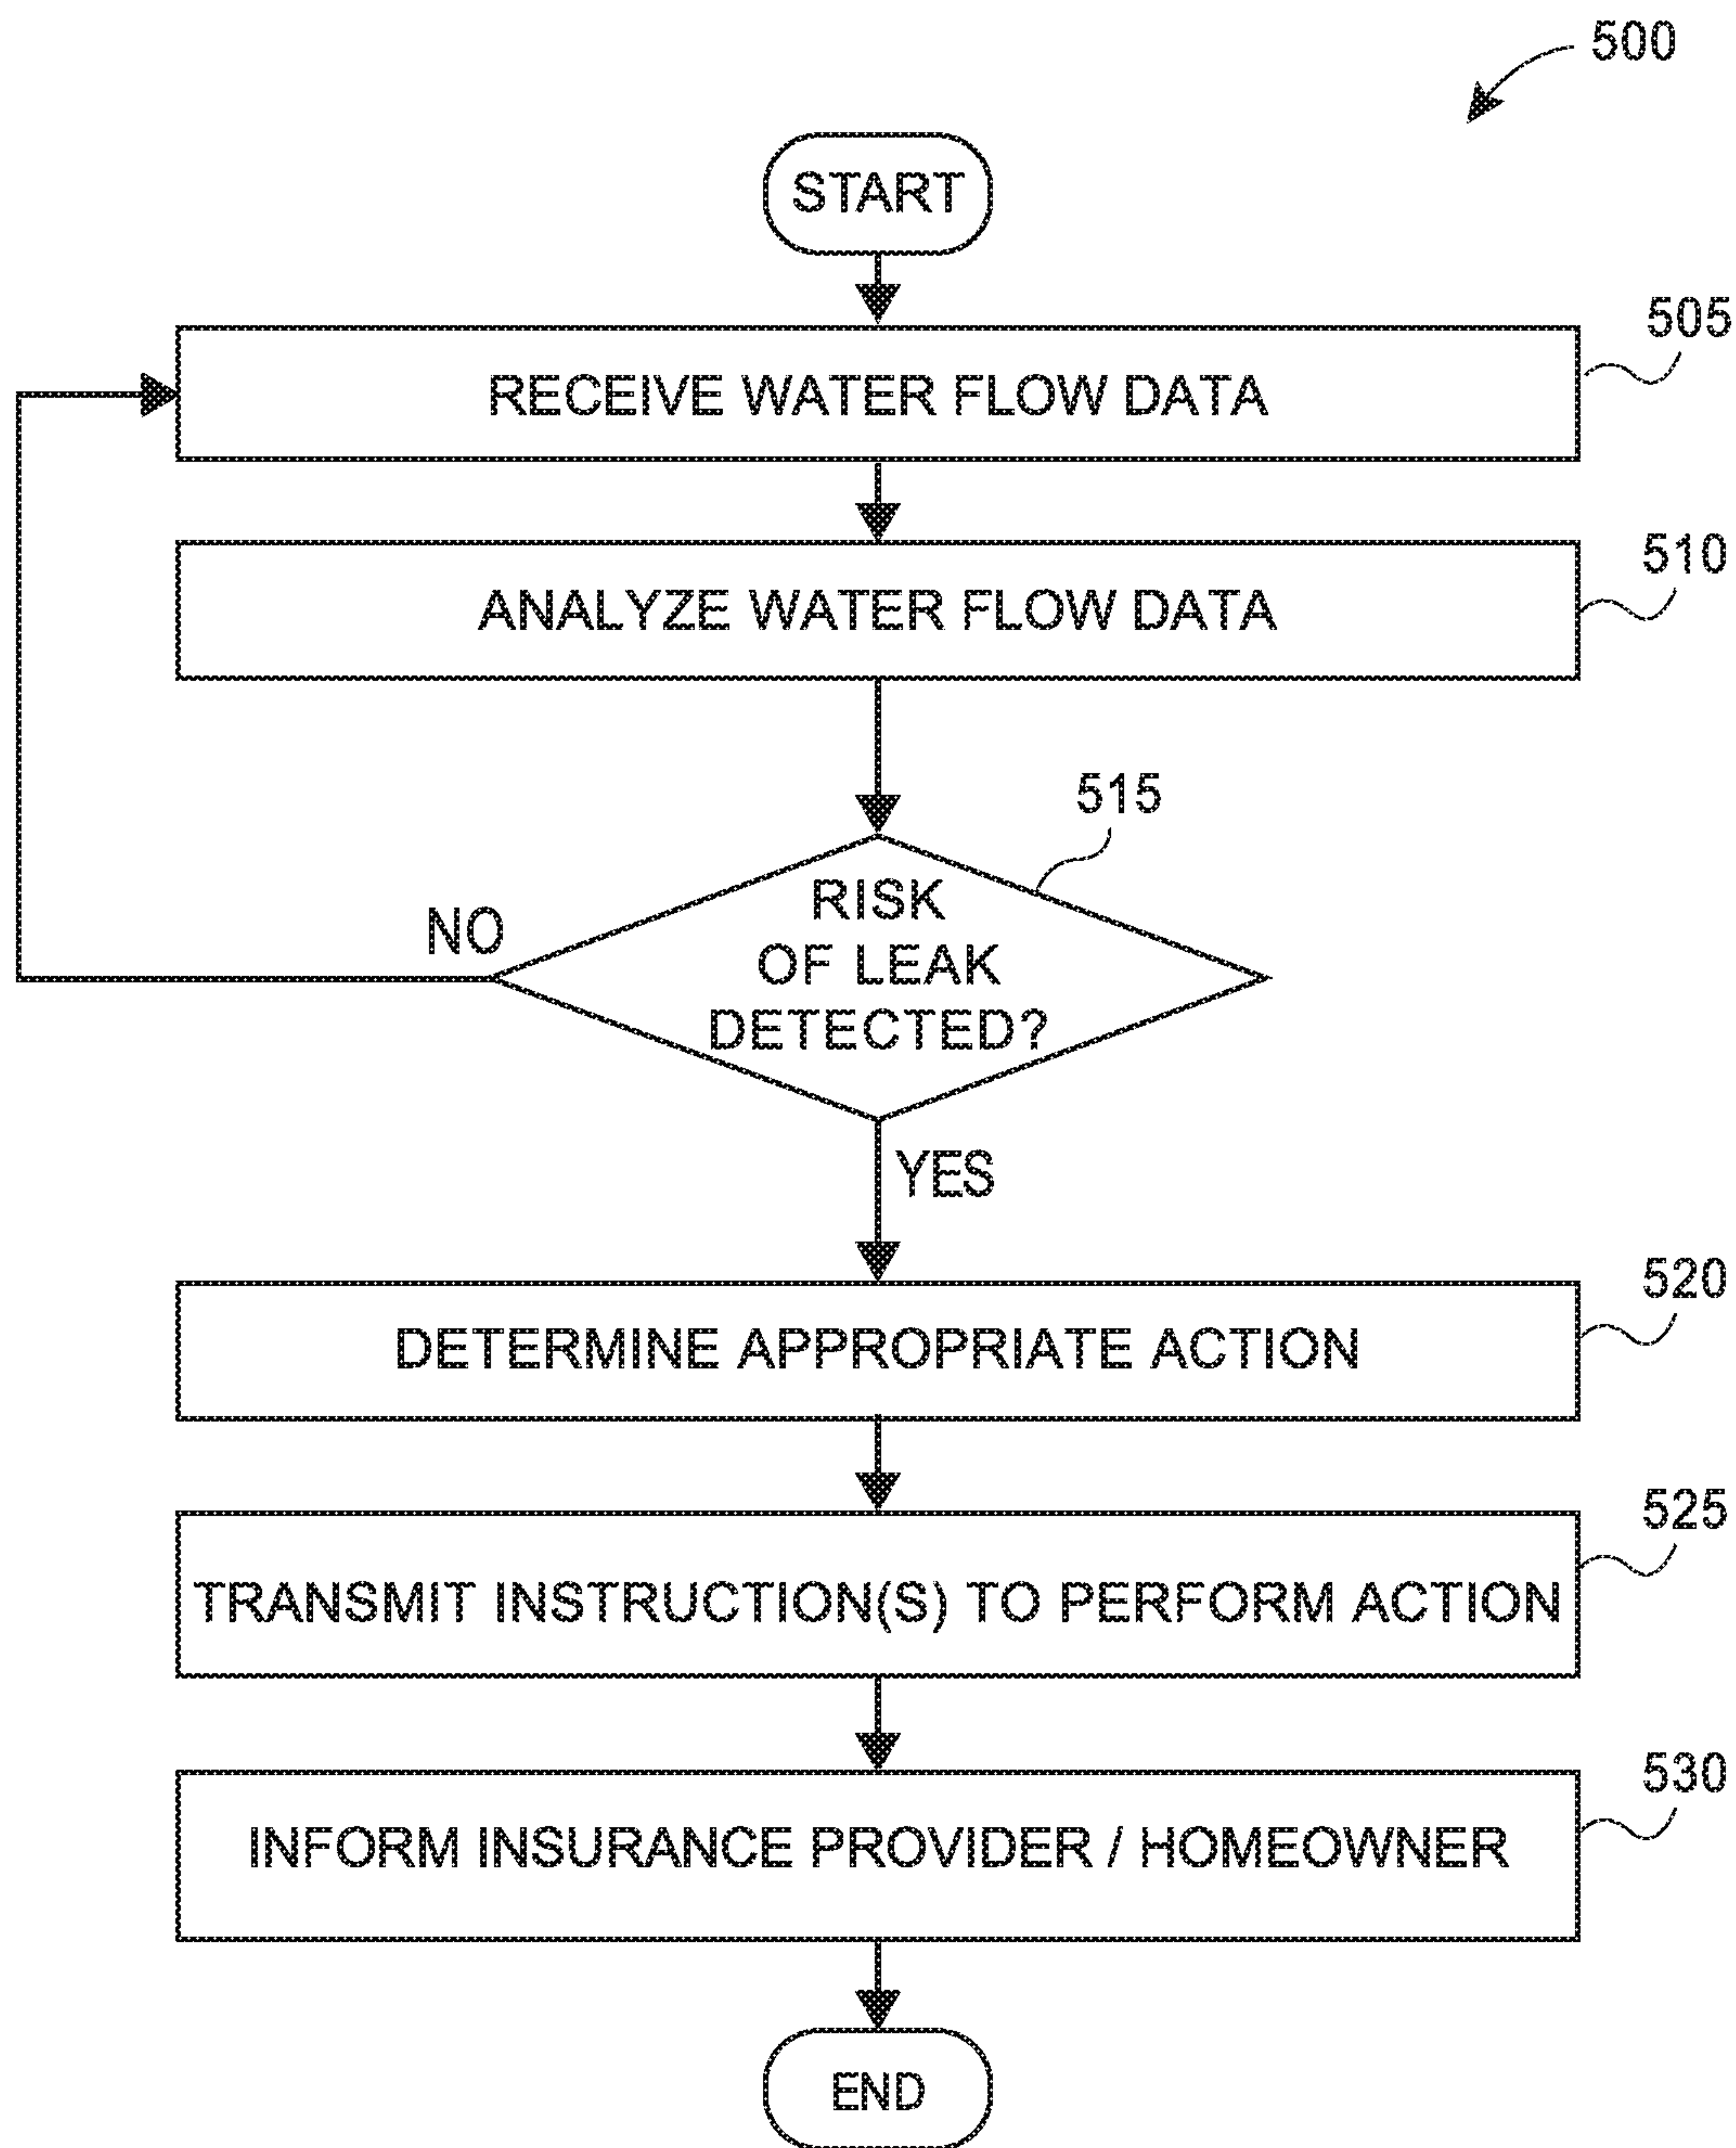 500
START
505
RECEIVE WATER FLOW DATA
510
ANALYZE WATER FLOW DATA
515
RISK
OF LEAK
DETECTED?
NO
YES
520
DETERMINE APPROPRIATE ACTION
525
TRANSMIT INSTRUCTION(S) TO PERFORM ACTION
530
INFORM INSURANCE PROVIDER / HOMEOWNER
END